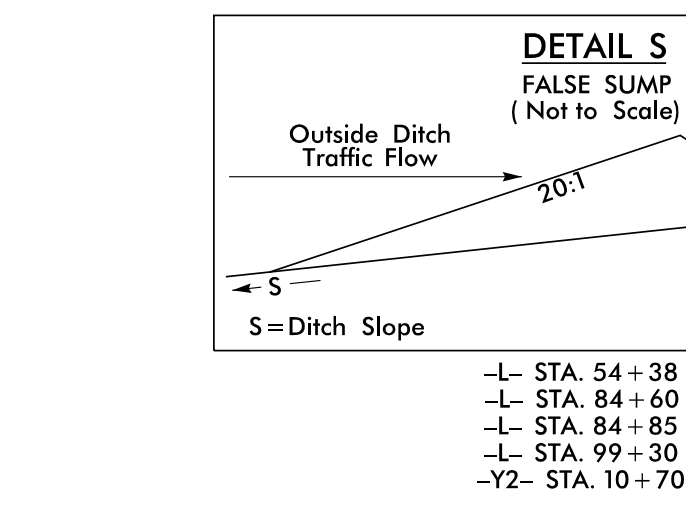 DETAIL S
FALSE SUMP
( Not to Scale)
Outside Ditch
Traffic Flow
20:1
S
S=Ditch Slope
–L– STA. 54+38
–L– STA. 84+60
–L– STA. 84+85
–L– STA. 99+30
–Y2– STA. 10+70